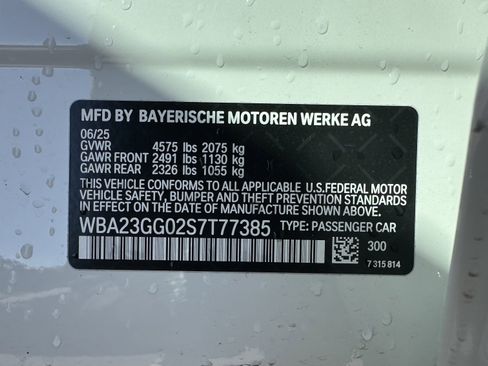 MFD BY BAYERISCHE MOTOREN WERKE AG
06/25
GVWR 4575 lbs 2075 kg
GAWR FRONT 2491 lbs 1130 kg
GAWR REAR 2326 lbs 1055 kg
THIS VEHICLE CONFORMS TO ALL APPLICABLE U.S.FEDERAL MOTOR
VEHICLE SAFETY, BUMPER AND THEFT PREVENTION STANDARDS
IN EFFECT ON THE DATE OF MANUFACTURE SHOWN ABOVE.
WBA23GG02S7T77385 TYPE: PASSENGER CAR
300
7 315 814